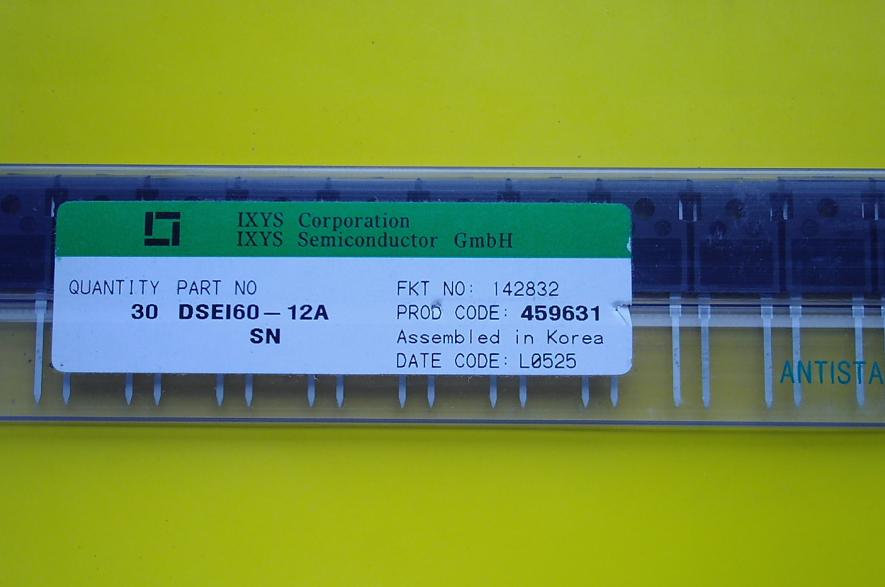 IXYS Corporation
IXYS Semiconductor GmbH
QUANTITY PART NO
30 DSEI60-12A
SN
FKT NO: 142832
PROD CODE: 459631
Assembled in Korea
DATE CODE: L0525
ANTISTA